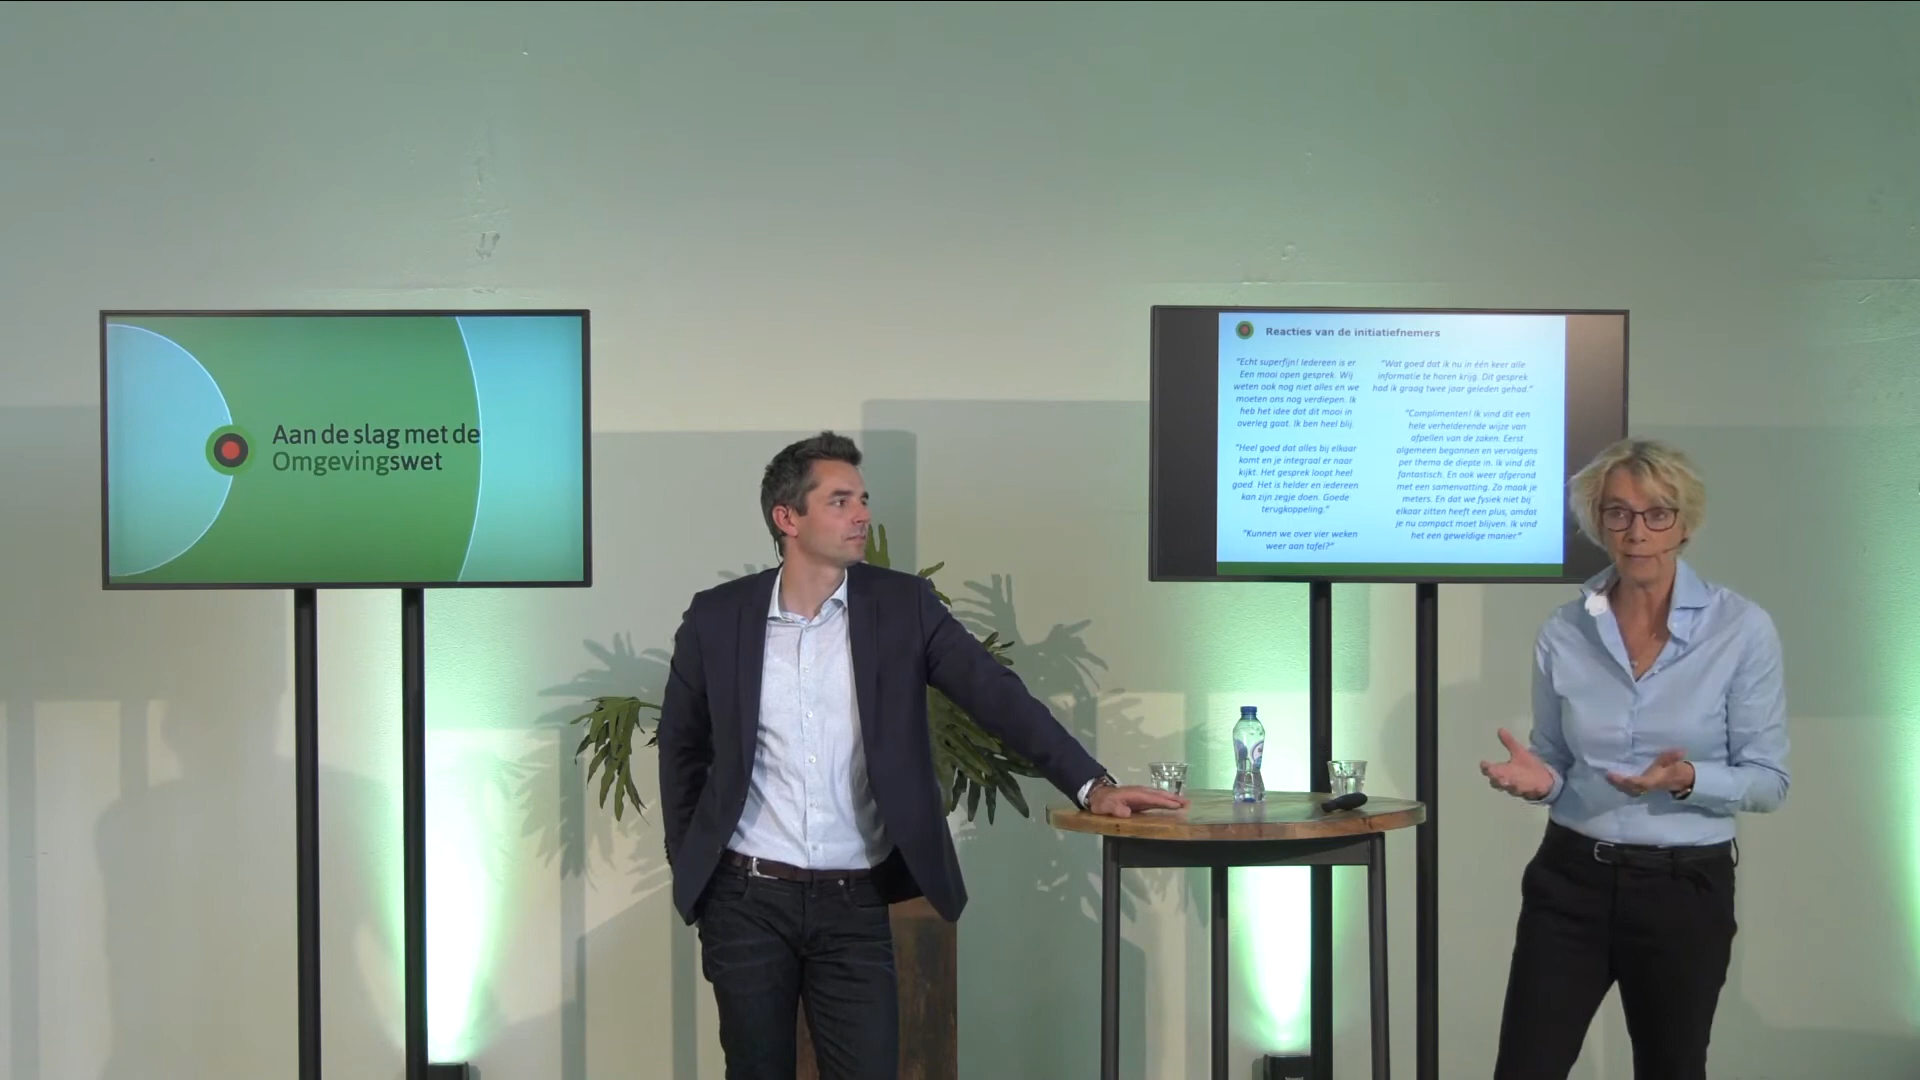 Aan de slag met de
Omgevingswet
Reacties van de initiatiefnemers
"Echt superfijn! Iedereen is er.
Een mooi open gesprek. Wij
weten ook nog niet alles en we
moeten ons nog verdiepen. Ik
heb het idee dat dit mooi in
overleg gaat. Ik ben heel blij.
"Heel goed dat alles bij elkaar
komt en je integraal er naar
kijkt. Het gesprek loopt heel
goed. Het is helder en iedereen
kan zijn zegje doen. Goede
terugkoppeling."
"Kunnen we over vier weken
weer aan tafel?"
"Wat goed dat ik nu in één keer alle
informatie te horen krijg. Dit gesprek
had ik graag twee jaar geleden gehad."
"Complimenten! Ik vind dit een
hele verhelderende wijze van
afpellen van de zaken. Eerst
algemeen begonnen en vervolgens
per thema de diepte in. Ik vind dit
fantastisch. En ook weer afgerond
met een samenvatting. Zo maak je
meters. En dat we fysiek niet bij
elkaar zitten heeft een plus, omdat
je nu compact moet blijven. Ik vind
het een geweldige manier"